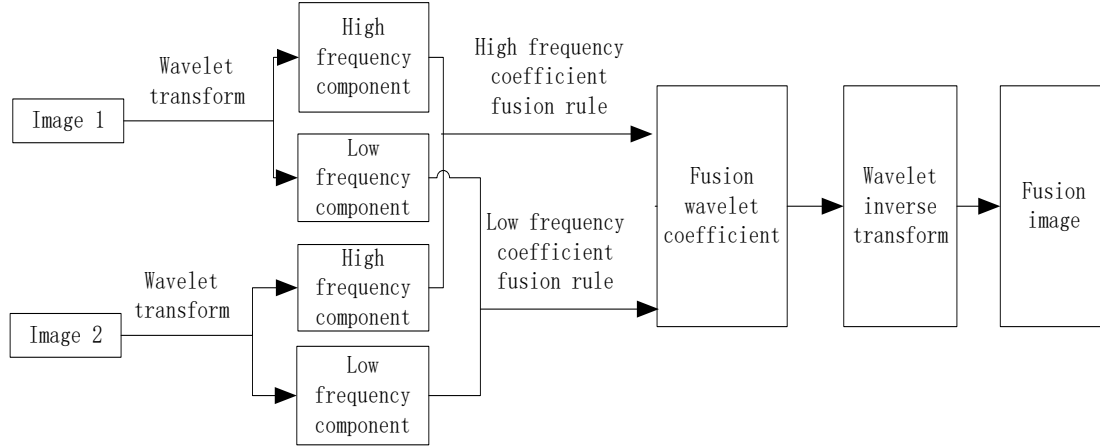 Image 1
Wavelet
transform
High
frequency
component
Low
frequency
component
Image 2
Wavelet
transform
High
frequency
component
Low
frequency
component
High frequency
coefficient
fusion rule
Low frequency
coefficient
fusion rule
Fusion
wavelet
coefficient
Wavelet
inverse
transform
Fusion
image